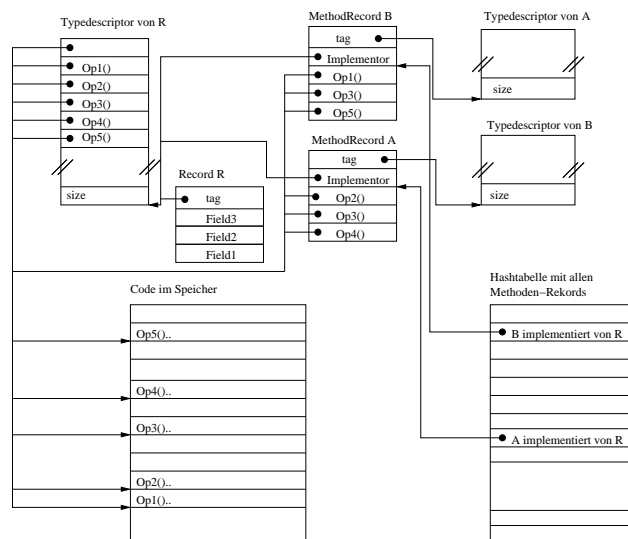 Typedescriptor von R
Op1()
Op2()
Op3()
Op4()
Op5()
size
MethodRecord B
tag
Implementor
Op1()
Op3()
Op5()
Typedescriptor von A
size
MethodRecord A
tag
Implementor
Op2()
Op3()
Op4()
Typedescriptor von B
size
Record R
tag
Field3
Field2
Field1
Code im Speicher
Op5()..
Op4()..
Op3()..
Op2()..
Op1()..
Hashtabelle mit allen
Methoden−Rekords
B implementiert von R
A implementiert von R